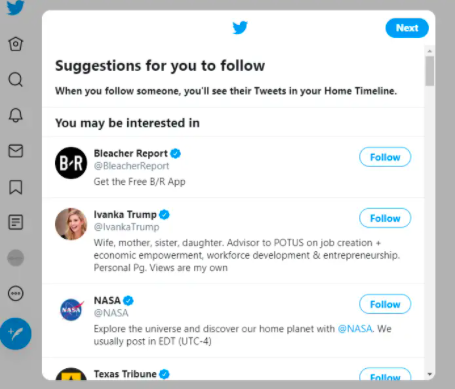 Next
Suggestions for you to follow
When you follow someone, you'll see their Tweets in your Home Timeline.
You may be interested in
B/R
Bleacher Report
Follow
@BleacherReport
Get the Free B/R App
Ivanka Trump
Follow
@IvankaTrump
Wife, mother, sister, daughter. Advisor to POTUS on job creation +
economic empowerment, workforce development & entrepreneurship.
Personal Pg. Views are my own
NASA
NASA
Follow
@NASA
Explore the universe and discover our home planet with @NASA. We
usually post in EDT (UTC-4)
Texas Tribune
Follow